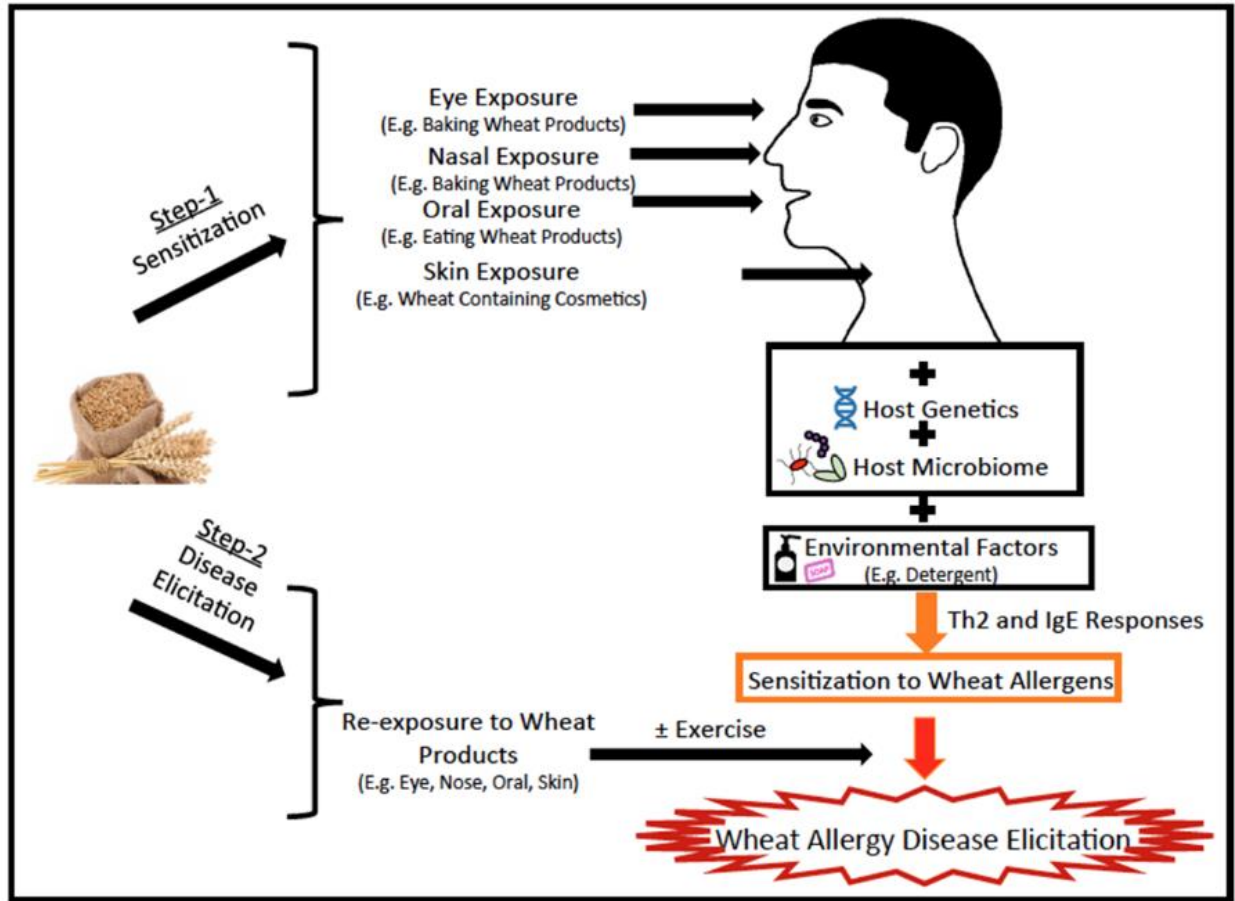 Step-1
Sensitization
Eye Exposure
(E.g. Baking Wheat Products)
Nasal Exposure
(E.g. Baking Wheat Products)
Oral Exposure
(E.g. Eating Wheat Products)
Skin Exposure
(E.g. Wheat Containing Cosmetics)
+
Host Genetics
+
Host Microbiome
+
SOAP
Environmental Factors
(E.g. Detergent)
Th2 and IgE Responses
Sensitization to Wheat Allergens
Step-2
Disease
Elicitation
Re-exposure to Wheat
Products
(E.g. Eye, Nose, Oral, Skin)
± Exercise
Wheat Allergy Disease Elicitation